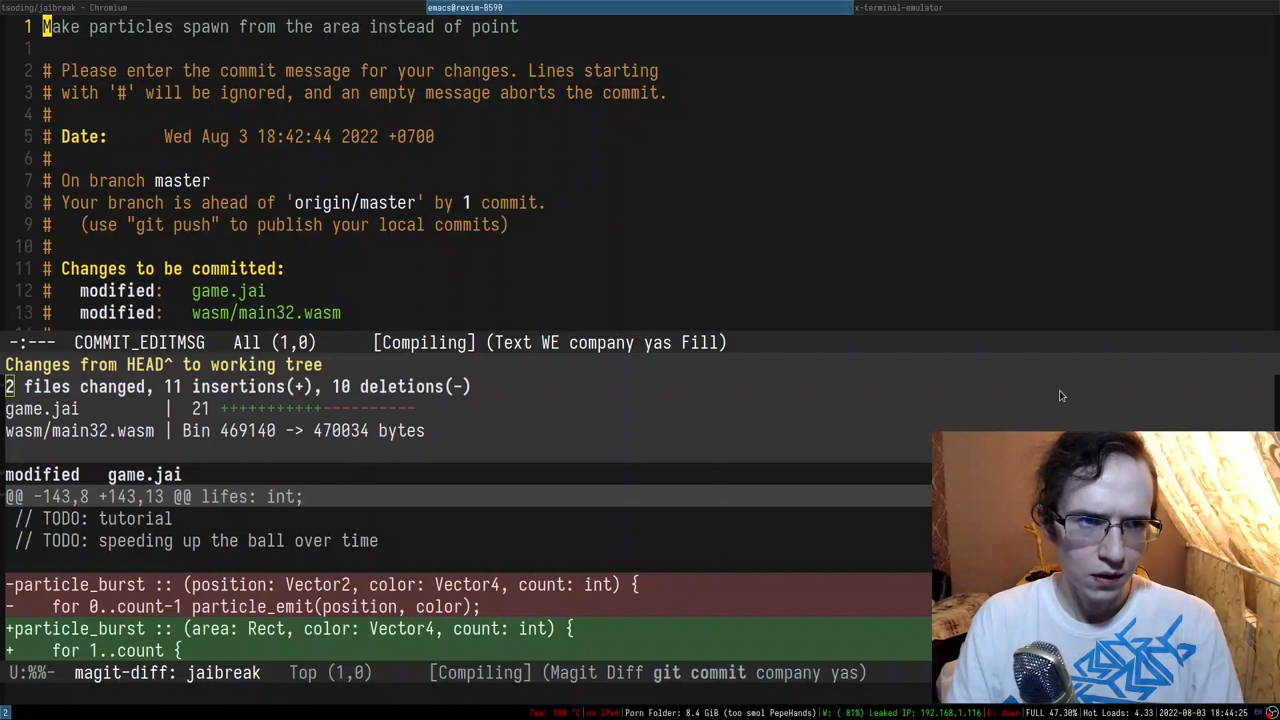 tsoding/jaibreak - Chromium
emacs@rexim-B590
x-terminal-emulator
1 Make particles spawn from the area instead of point
1
2 # Please enter the commit message for your changes. Lines starting
3 # with '#' will be ignored, and an empty message aborts the commit.
4 #
5 # Date:      Wed Aug 3 18:42:44 2022 +0700
6 #
7 # On branch master
8 # Your branch is ahead of 'origin/master' by 1 commit.
9 #   (use "git push" to publish your local commits)
10 #
11 # Changes to be committed:
12 #   modified:   game.jai
13 #   modified:   wasm/main32.wasm
-:--- COMMIT_EDITMSG All (1,0) [Compiling] (Text WE company yas Fill)
Changes from HEAD^ to working tree
2 files changed, 11 insertions(+), 10 deletions(-)
game.jai         |  21 +++++++++++----------
wasm/main32.wasm | Bin 469140 -> 470034 bytes
modified   game.jai
@@ -143,8 +143,13 @@ lifes: int;
// TODO: tutorial
// TODO: speeding up the ball over time
-particle_burst :: (position: Vector2, color: Vector4, count: int) {
-    for 0..count-1 particle_emit(position, color);
+particle_burst :: (area: Rect, color: Vector4, count: int) {
+    for 1..count {
U:%%- magit-diff: jaibreak Top (1,0) [Compiling] (Magit Diff git commit company yas)
2 Tea: 100 °C|no IPv6|Porn Folder: 8.4 GiB (too smol PepeHands)|W: ( 81%) Leaked IP: 192.168.1.116|E: down|FULL 47.30%|Hot Loads: 4.33|2022-08-03 18:44:25 EN